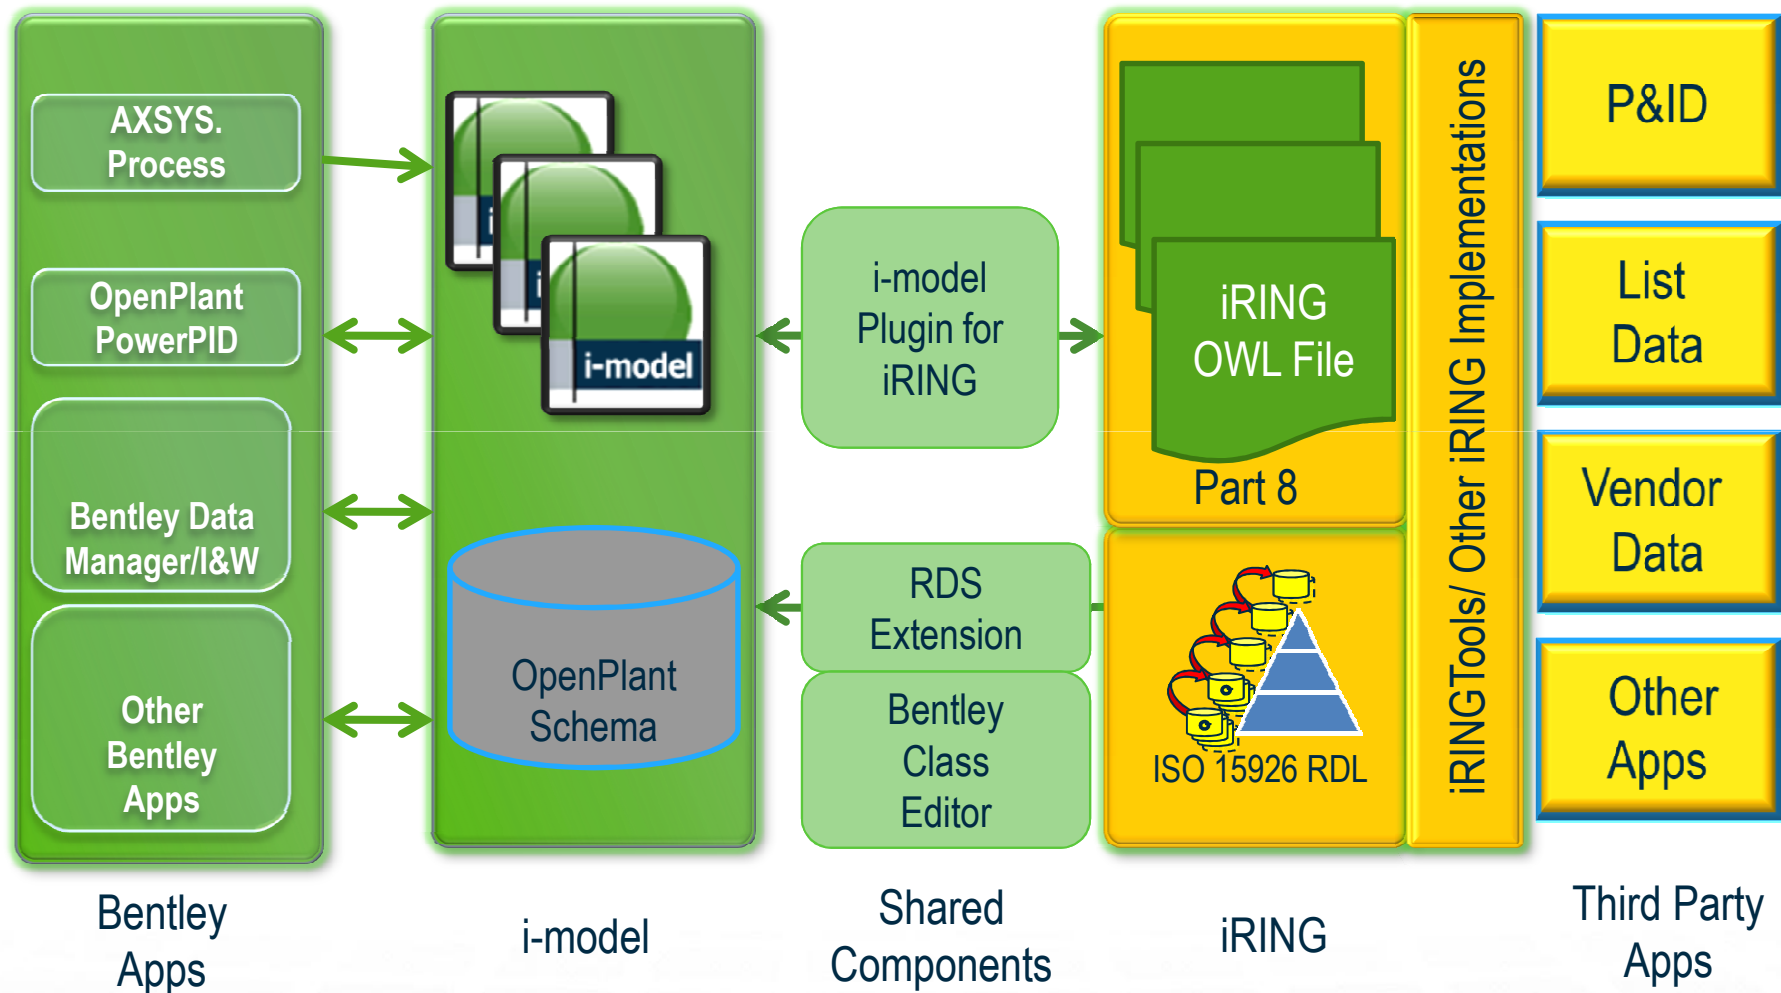 AXSYS.
Process
OpenPlant
PowerPID
Bentley Data
Manager/I&W
Other
Bentley
Apps
Bentley
Apps
i
i
i-model
OpenPlant
Schema
i-model
i-model
Plugin for
iRING
RDS
Extension
Bentley
Class
Editor
Shared
Components
iRING
OWL File
Part 8
ISO 15926 RDL
iRING
iRINGTools/ Other iRING Implementations
P&ID
List
Data
Vendor
Data
Other
Apps
Third Party
Apps